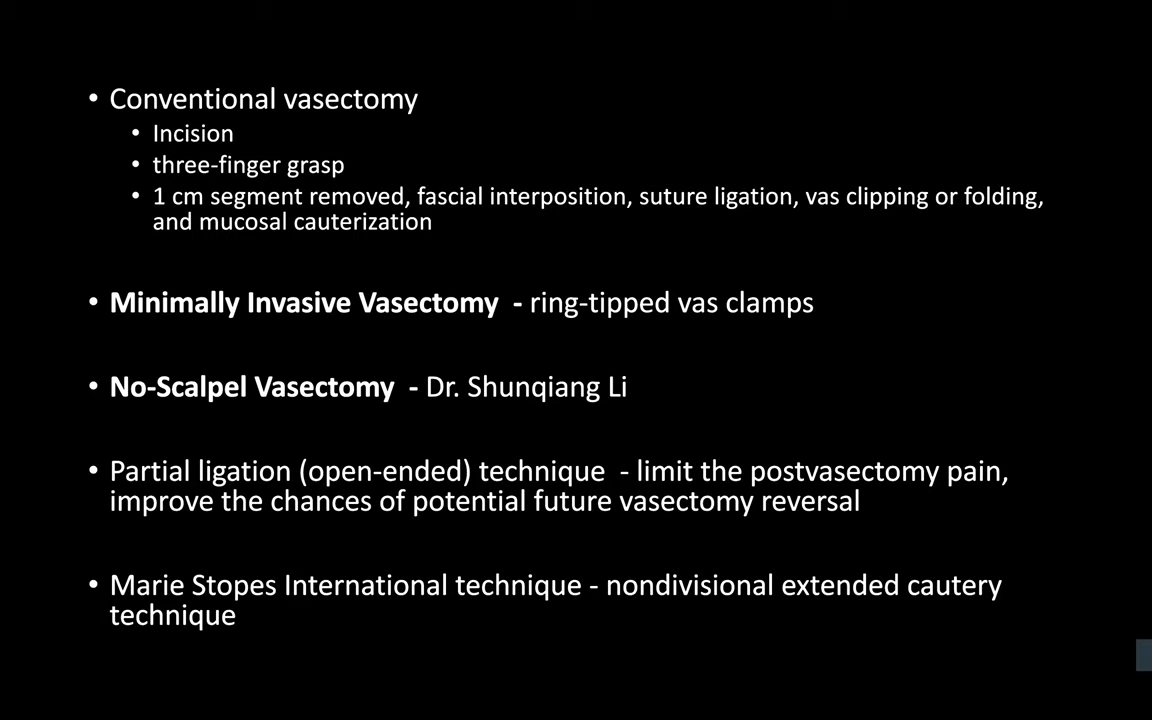 • Conventional vasectomy
• Incision
• three-finger grasp
• 1 cm segment removed, fascial interposition, suture ligation, vas clipping or folding,
and mucosal cauterization
• Minimally Invasive Vasectomy - ring-tipped vas clamps
• No-Scalpel Vasectomy - Dr. Shunqiang Li
• Partial ligation (open-ended) technique - limit the postvasectomy pain,
improve the chances of potential future vasectomy reversal
• Marie Stopes International technique - nondivisional extended cautery
technique